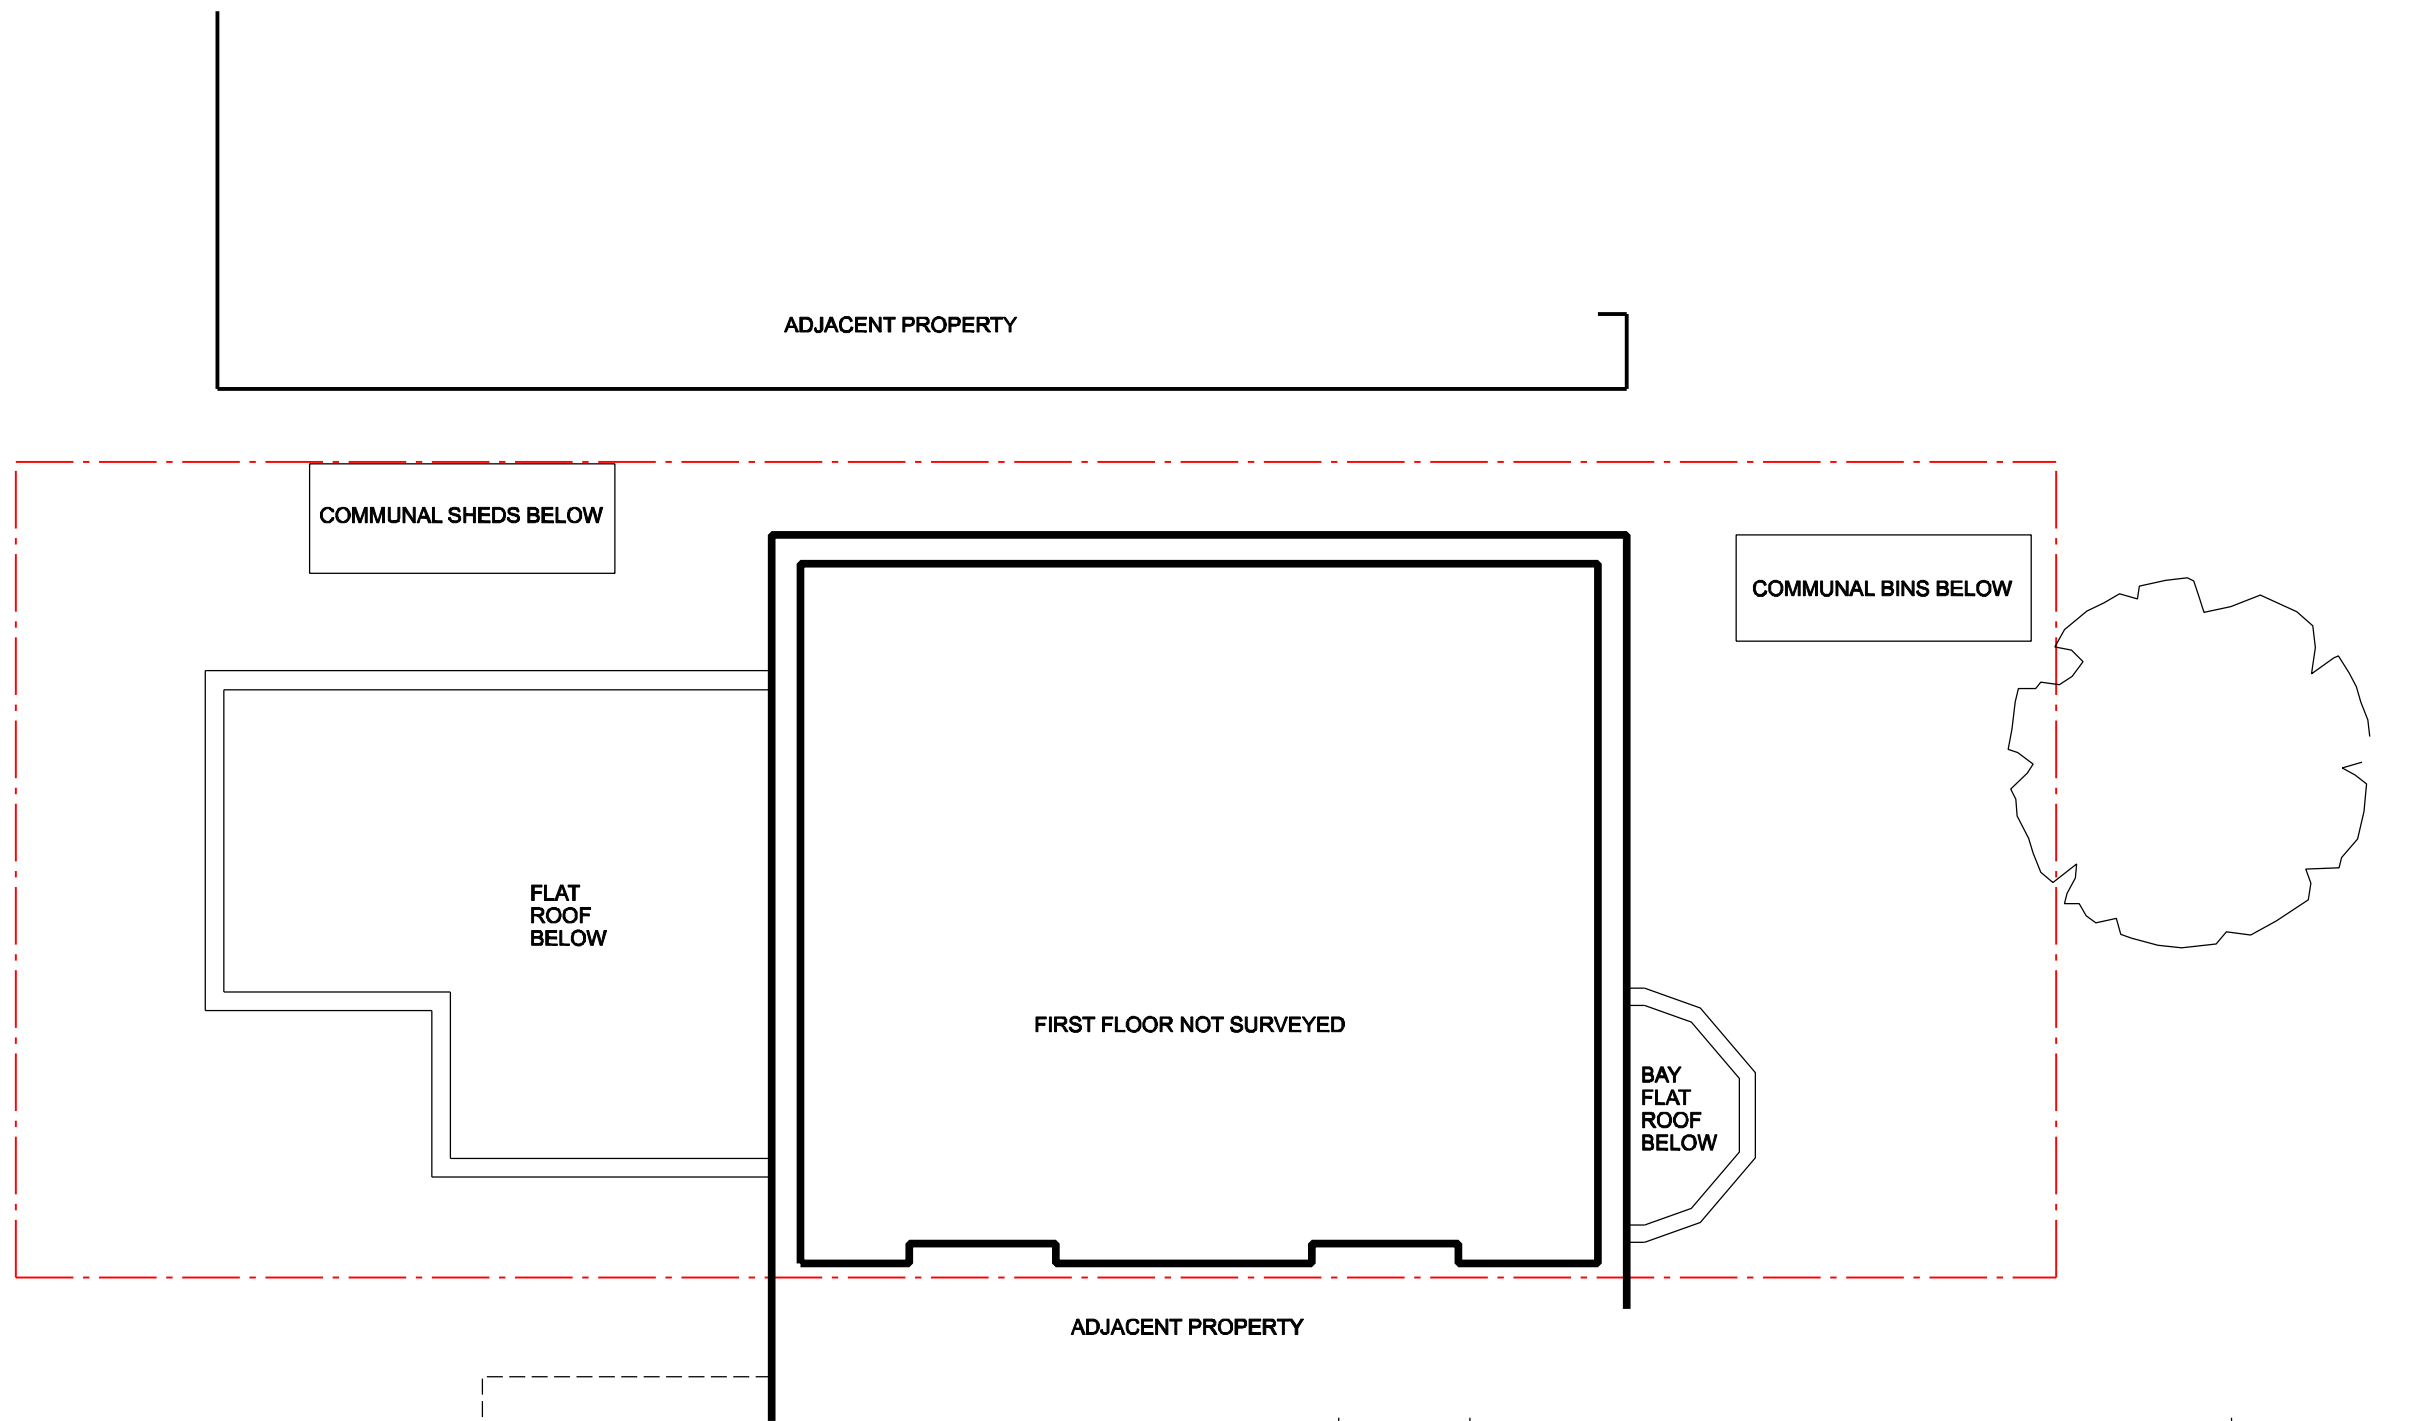 ADJACENT PROPERTY
COMMUNAL SHEDS BELOW
COMMUNAL BINS BELOW
FLAT
ROOF
BELOW
FIRST FLOOR NOT SURVEYED
BAY
FLAT
ROOF
BELOW
ADJACENT PROPERTY